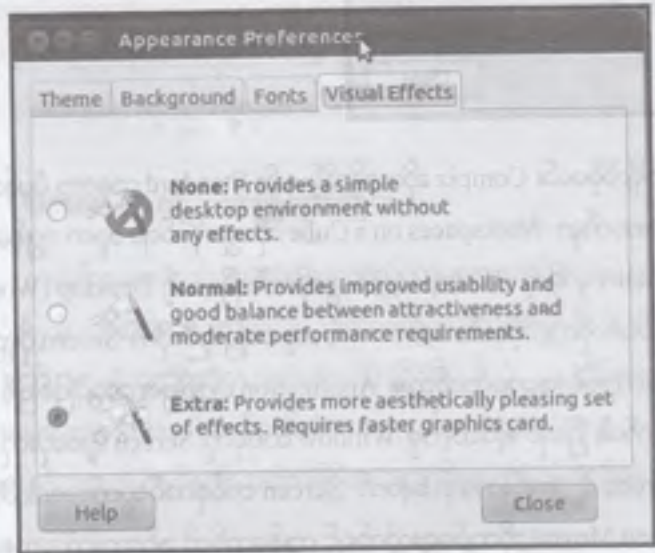 Appearance Preferences
Theme Background Fonts Visual Effects
None: Provides a simple
desktop environment without
any effects.
Normal: Provides improved usability and
good balance between attractiveness and
moderate performance requirements.
Extra: Provides more aesthetically pleasing set
of effects. Requires faster graphics card.
Help Close